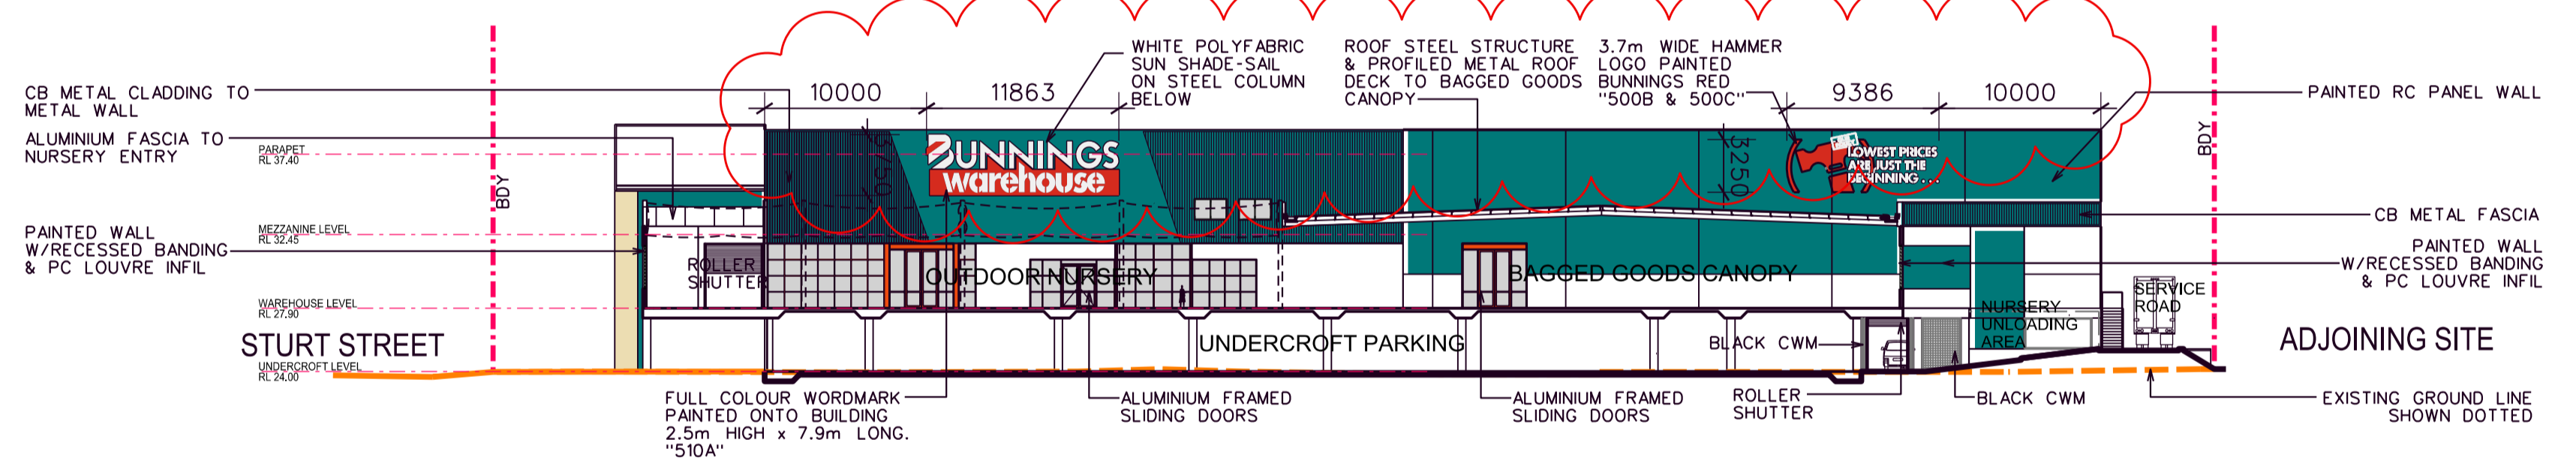 WHITE POLYFABRIC
SUN SHADE-SAIL
ON STEEL COLUMN
BELOW
ROOF STEEL STRUCTURE
& PROFILED METAL ROOF
DECK TO BAGGED GOODS
CANOPY
3.7m WIDE HAMMER
LOGO PAINTED
BUNNINGS RED
"500B & 500C"
CB METAL CLADDING TO
METAL WALL
10000
11863
9386
10000
PAINTED RC PANEL WALL
ALUMINIUM FASCIA TO
NURSERY ENTRY
PARAPET
RL 37.40
BDY
3750
BUNNINGS
warehouse
3250
LOWEST PRICES
ARE JUST THE
BEGINNING...
BDY
PAINTED WALL
W/RECESSED BANDING
& PC LOUVRE INFIL
MEZZANINE LEVEL
RL 32.45
CB METAL FASCIA
PAINTED WALL
W/RECESSED BANDING
& PC LOUVRE INFIL
ROLLER
SHUTTER
OUTDOOR NURSERY
BAGGED GOODS CANOPY
WAREHOUSE LEVEL
RL 27.90
NURSERY
UNLOADING
AREA
SERVICE
ROAD
STURT STREET
UNDERCROFT PARKING
BLACK CWM
ADJOINING SITE
UNDERCROFT LEVEL
RL 24.00
FULL COLOUR WORDMARK
PAINTED ONTO BUILDING
2.5m HIGH x 7.9m LONG.
"510A"
ALUMINIUM FRAMED
SLIDING DOORS
ALUMINIUM FRAMED
SLIDING DOORS
ROLLER
SHUTTER
BLACK CWM
EXISTING GROUND LINE
SHOWN DOTTED